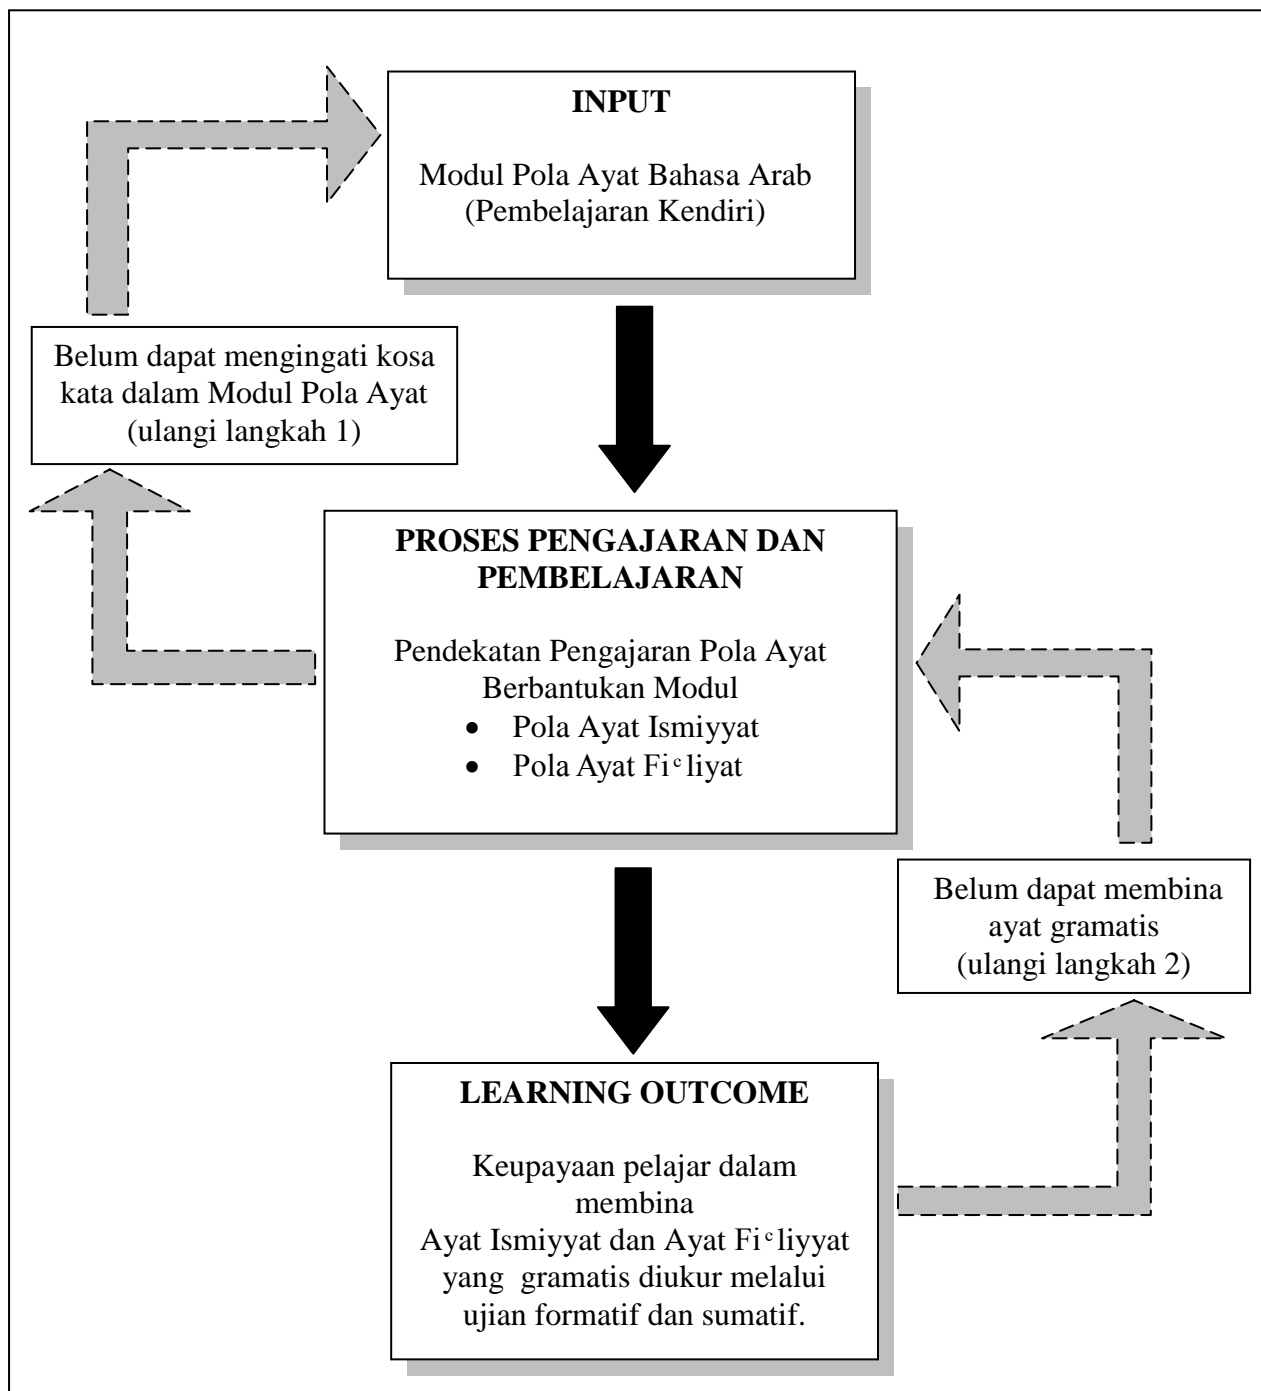 INPUT
Modul Pola Ayat Bahasa Arab
(Pembelajaran Kendiri)
Belum dapat mengingati kosa
kata dalam Modul Pola Ayat
(ulangi langkah 1)
PROSES PENGAJARAN DAN
PEMBELAJARAN
Pendekatan Pengajaran Pola Ayat
Berbantukan Modul
• Pola Ayat Ismiyyat
• Pola Ayat Fiᶜliyat
Belum dapat membina
ayat gramatis
(ulangi langkah 2)
LEARNING OUTCOME
Keupayaan pelajar dalam
membina
Ayat Ismiyyat dan Ayat Fiᶜliyyat
yang gramatis diukur melalui
ujian formatif dan sumatif.